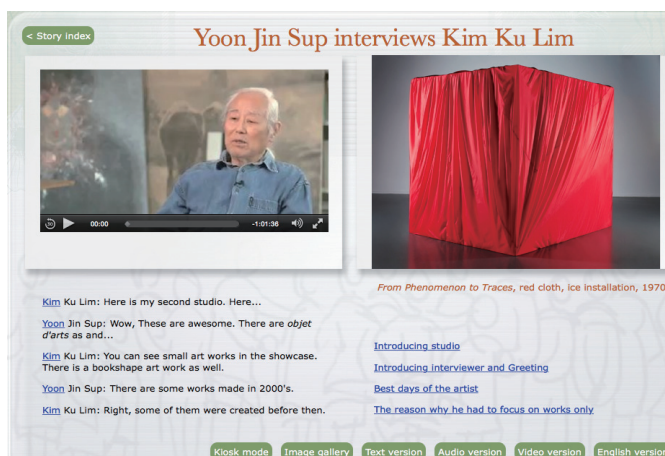 < Story index
Yoon Jin Sup interviews Kim Ku Lim
30
00:00
-1:01:36
From Phenomenon to Traces, red cloth, ice installation, 1970
Kim Ku Lim: Here is my second studio. Here...
Yoon Jin Sup: Wow, These are awesome. There are objet
d'arts as and...
Kim Ku Lim: You can see small art works in the showcase.
There is a bookshape art work as well.
Yoon Jin Sup: There are some works made in 2000's.
Kim Ku Lim: Right, some of them were created before then.
Introducing studio
Introducing interviewer and Greeting
Best days of the artist
The reason why he had to focus on works only
Kiosk mode
Image gallery
Text version
Audio version
Video version
English version